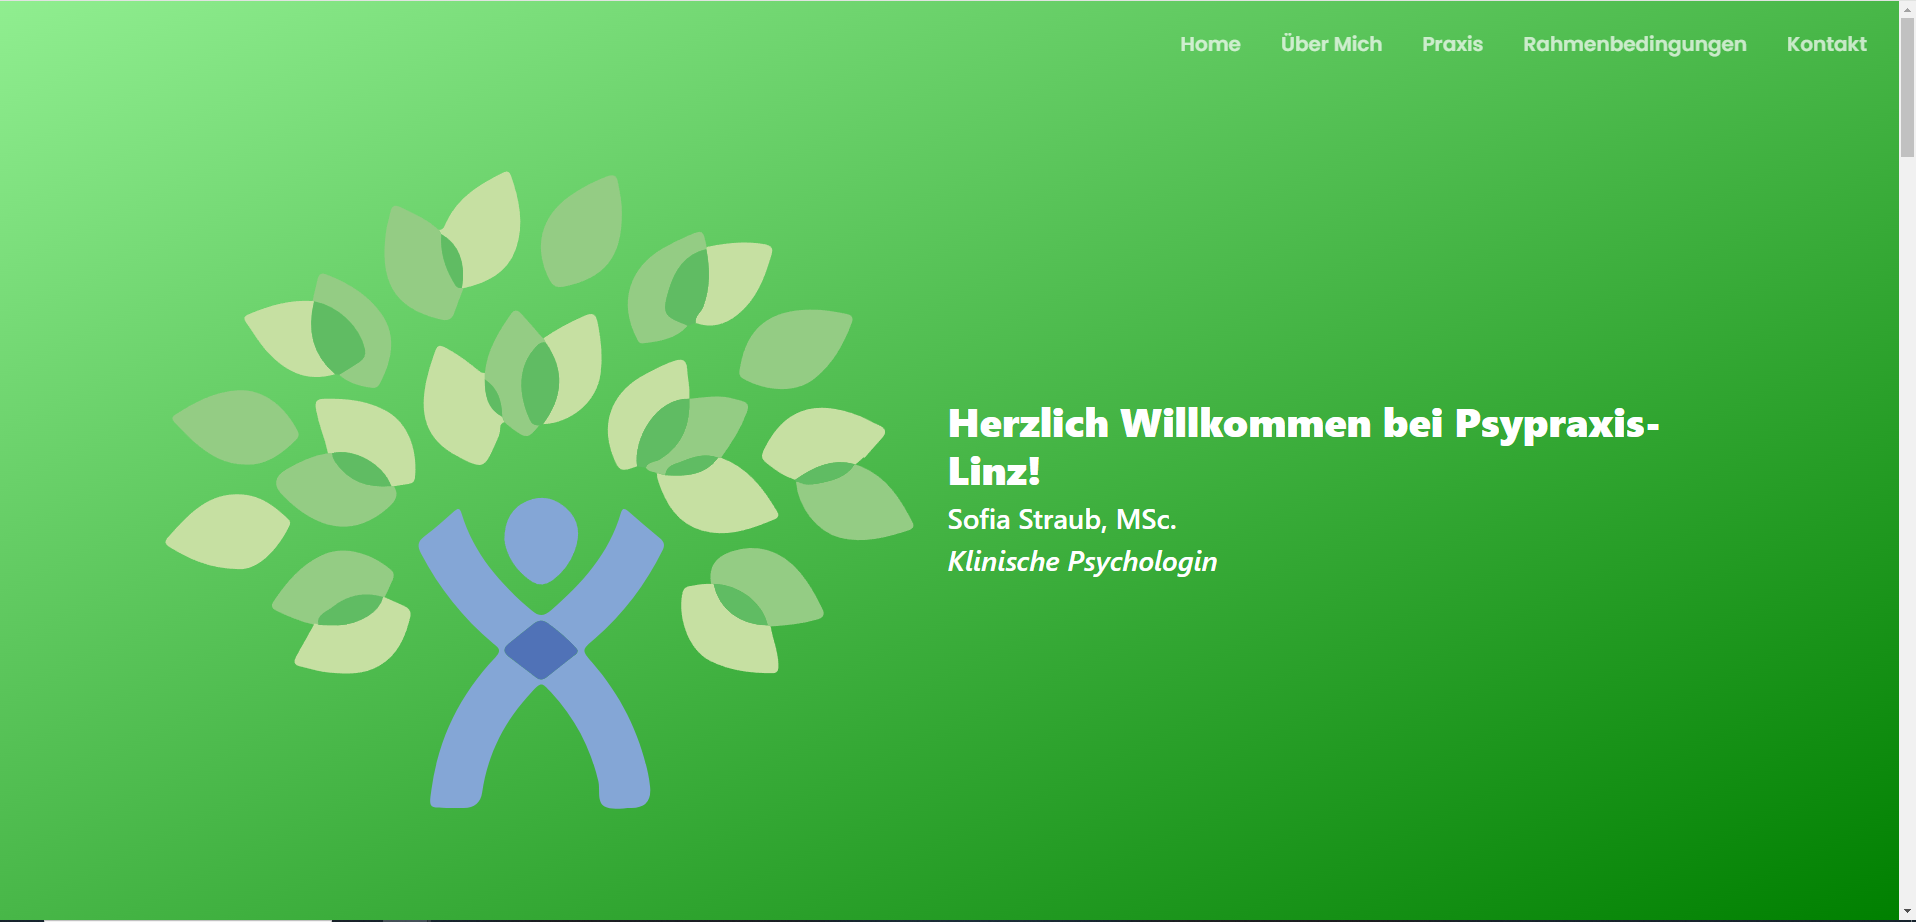 Home Über Mich Praxis Rahmenbedingungen Kontakt
Herzlich Willkommen bei Psypraxis-
Linz!
Sofia Straub, MSc.
Klinische Psychologin